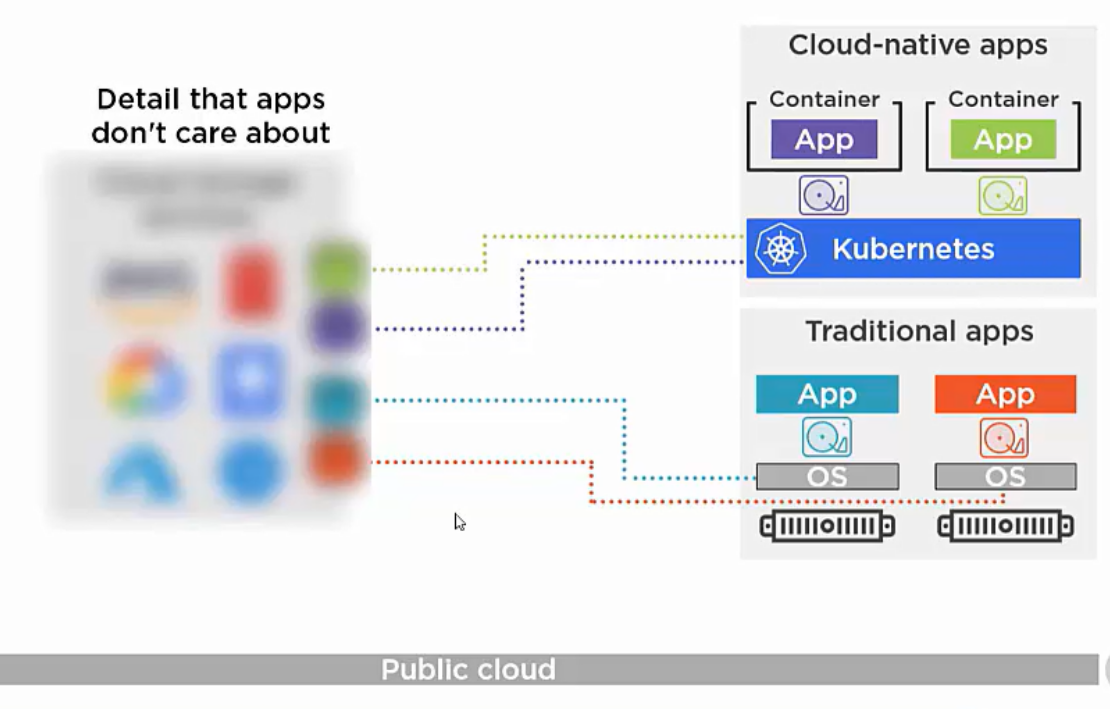 Detail that apps
don't care about
Cloud-native apps
Container
Container
App
App
Kubernetes
Traditional apps
App
App
OS
OS
Public cloud